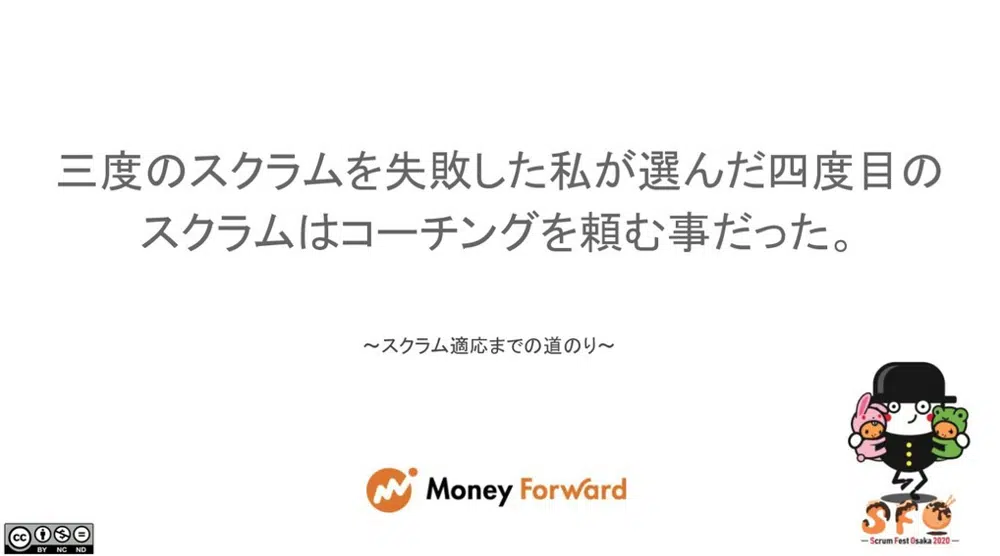 三度のスクラムを失敗した私が選んだ四度目の
スクラムはコーチングを頼む事だった。
～スクラム適応までの道のり～
Money Forward
SFO
Scrum Fest Osaka 2020
cc
BY NC ND